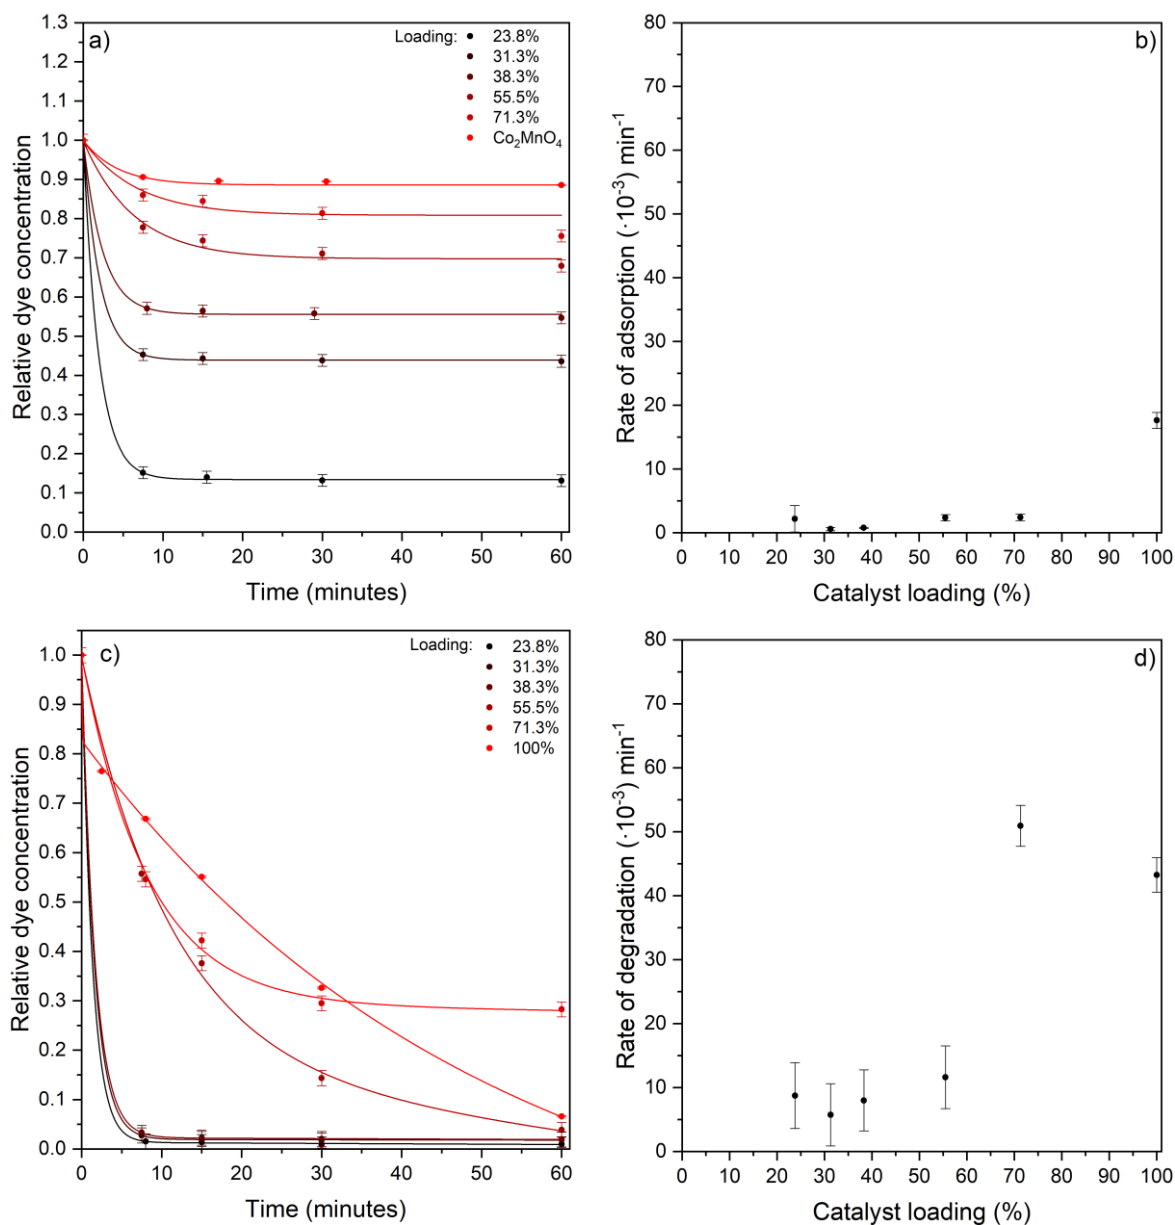 a)
Loading: 23.8%
31.3%
38.3%
55.5%
71.3%
Co₂MnO₄
1.3
1.2
1.1
1.0
0.9
0.8
0.7
0.6
0.5
0.4
0.3
0.2
0.1
0.0
Relative dye concentration
0 10 20 30 40 50 60
Time (minutes)
b)
80
70
60
50
40
30
20
10
0
Rate of adsorption (·10⁻³) min⁻¹
0 10 20 30 40 50 60 70 80 90 100
Catalyst loading (%)
c)
Loading: 23.8%
31.3%
38.3%
55.5%
71.3%
100%
1.0
0.9
0.8
0.7
0.6
0.5
0.4
0.3
0.2
0.1
0.0
Relative dye concentration
0 10 20 30 40 50 60
Time (minutes)
d)
80
70
60
50
40
30
20
10
0
Rate of degradation (·10⁻³) min⁻¹
0 10 20 30 40 50 60 70 80 90 100
Catalyst loading (%)